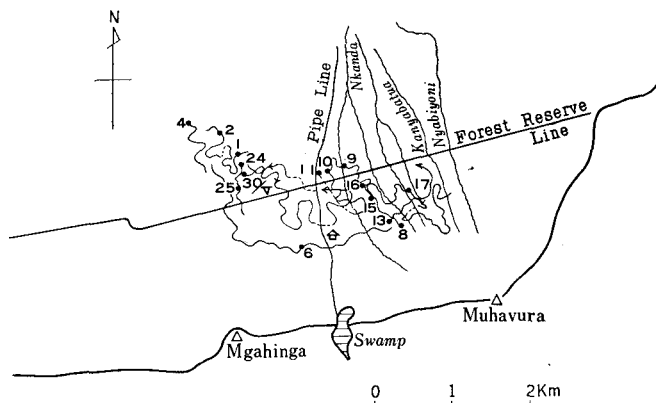 N
Pipe Line
Nkanda
Kanyabatua
Nyabiyoni
Forest Reserve
Line
4
2
1
24
30
25
11
10
9
16
15
17
13
8
6
Muhavura
Mgahinga
Swamp
0 1 2Km